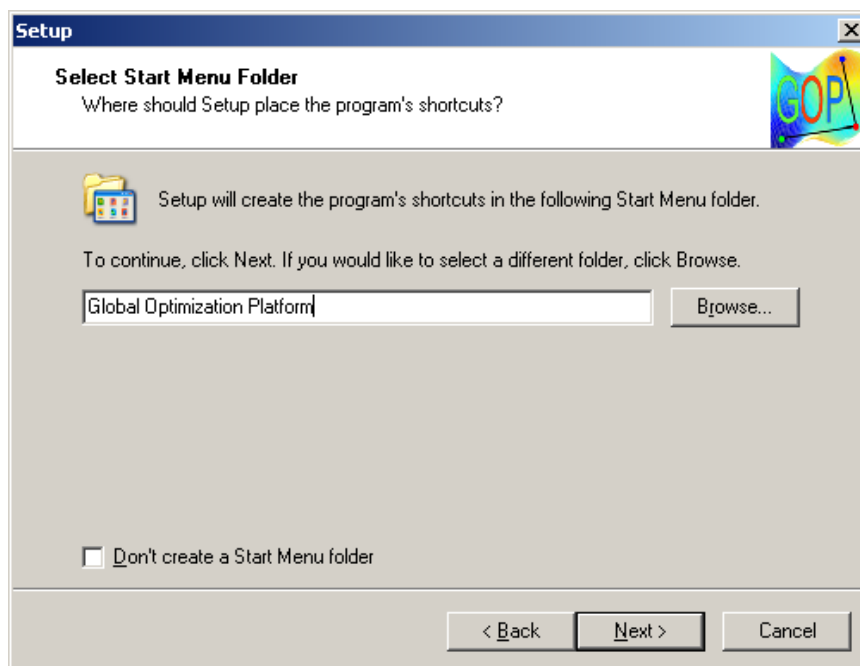 Setup
Select Start Menu Folder
Where should Setup place the program's shortcuts?
GOP
Setup will create the program's shortcuts in the following Start Menu folder.
To continue, click Next. If you would like to select a different folder, click Browse.
Global Optimization Platform
Browse...
Don't create a Start Menu folder
< Back
Next >
Cancel